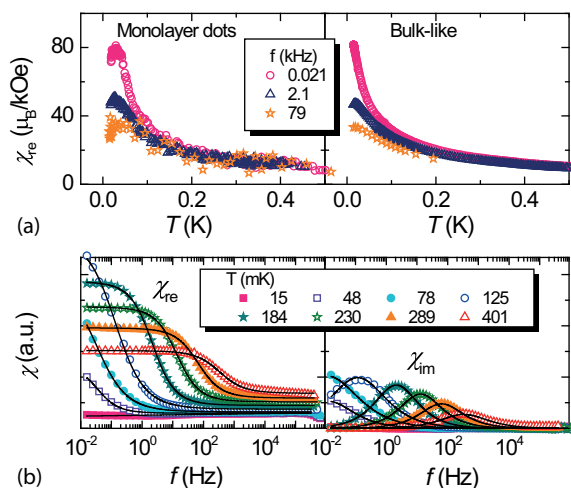 Monolayer dots
Bulk-like
f (kHz)
0.021
2.1
79
80
40
0
χre (μB/kOe)
0.0 0.2 0.4
0.0 0.2 0.4
T (K)
T (K)
(a)
T (mK)
15 48 78 125
184 230 289 401
χre
χim
χ(a.u.)
10-2 100 102 104
10-2 100 102 104
f (Hz)
f (Hz)
(b)